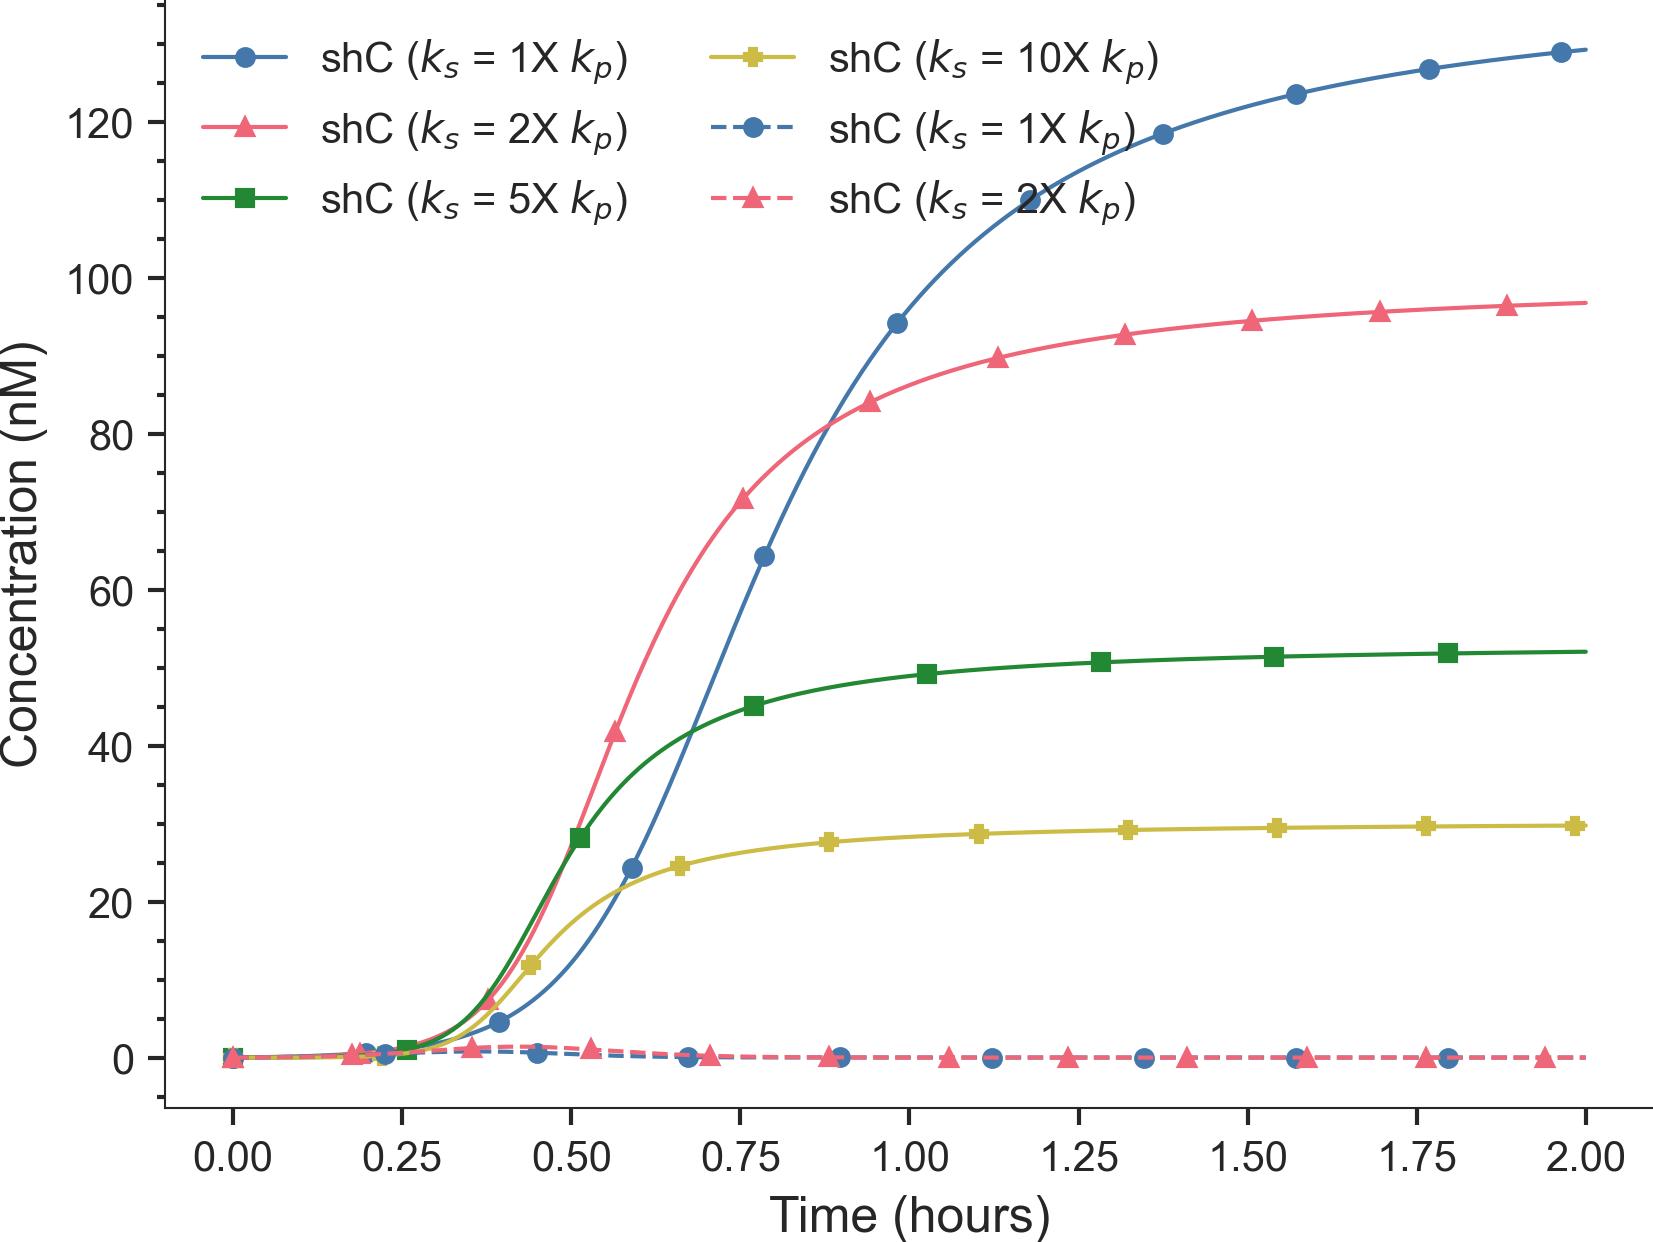 shC (kₛ = 1X kₚ)
shC (kₛ = 2X kₚ)
shC (kₛ = 5X kₚ)
shC (kₛ = 10X kₚ)
shC (kₛ = 1X kₚ)
shC (kₛ = 2X kₚ)
Concentration (nM)
120
100
80
60
40
20
0
0.00 0.25 0.50 0.75 1.00 1.25 1.50 1.75 2.00
Time (hours)